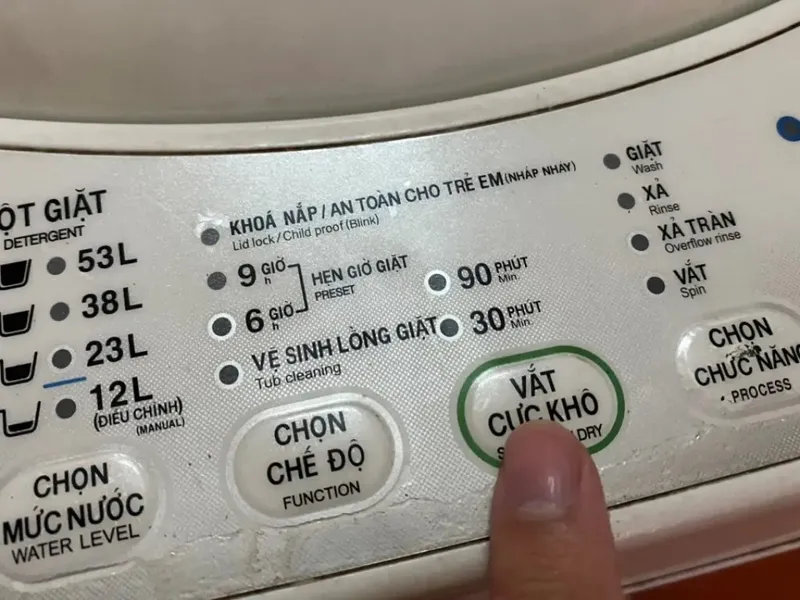 ỘT GIẶT
DETERGENT
53L
38L
23L
12L
(ĐIỀU CHỈNH)
(MANUAL)
CHỌN
MỨC NƯỚC
WATER LEVEL
KHOÁ NẮP / AN TOÀN CHO TRẺ EM (NHÁP NHÁY)
Lid lock / Child proof (Blink)
9 GIỜ
h
6 GIỜ
h
HẸN GIỜ GIẶT
PRESET
VỆ SINH LỒNG GIẶT
Tub cleaning
CHỌN
CHẾ ĐỘ
FUNCTION
90 PHÚT
Min.
30 PHÚT
Min.
VẮT
CỰC KHÔ
DRY
GIẶT
Wash
XẢ
Rinse
XẢ TRÀN
Overflow rinse
VẮT
Spin
CHỌN
CHỨC NĂNG
PROCESS